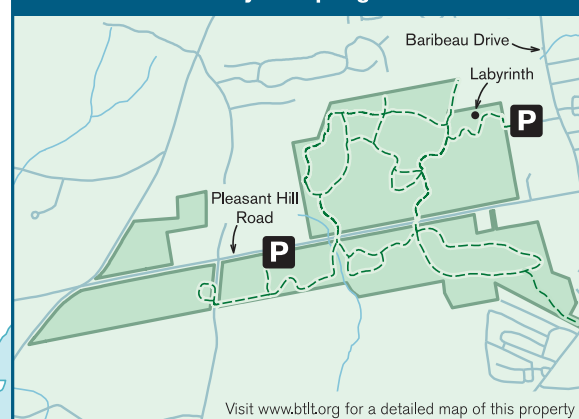 Baribeau Drive
Labyrinth
P
Pleasant Hill
Road
P
Visit www.btlt.org for a detailed map of this property